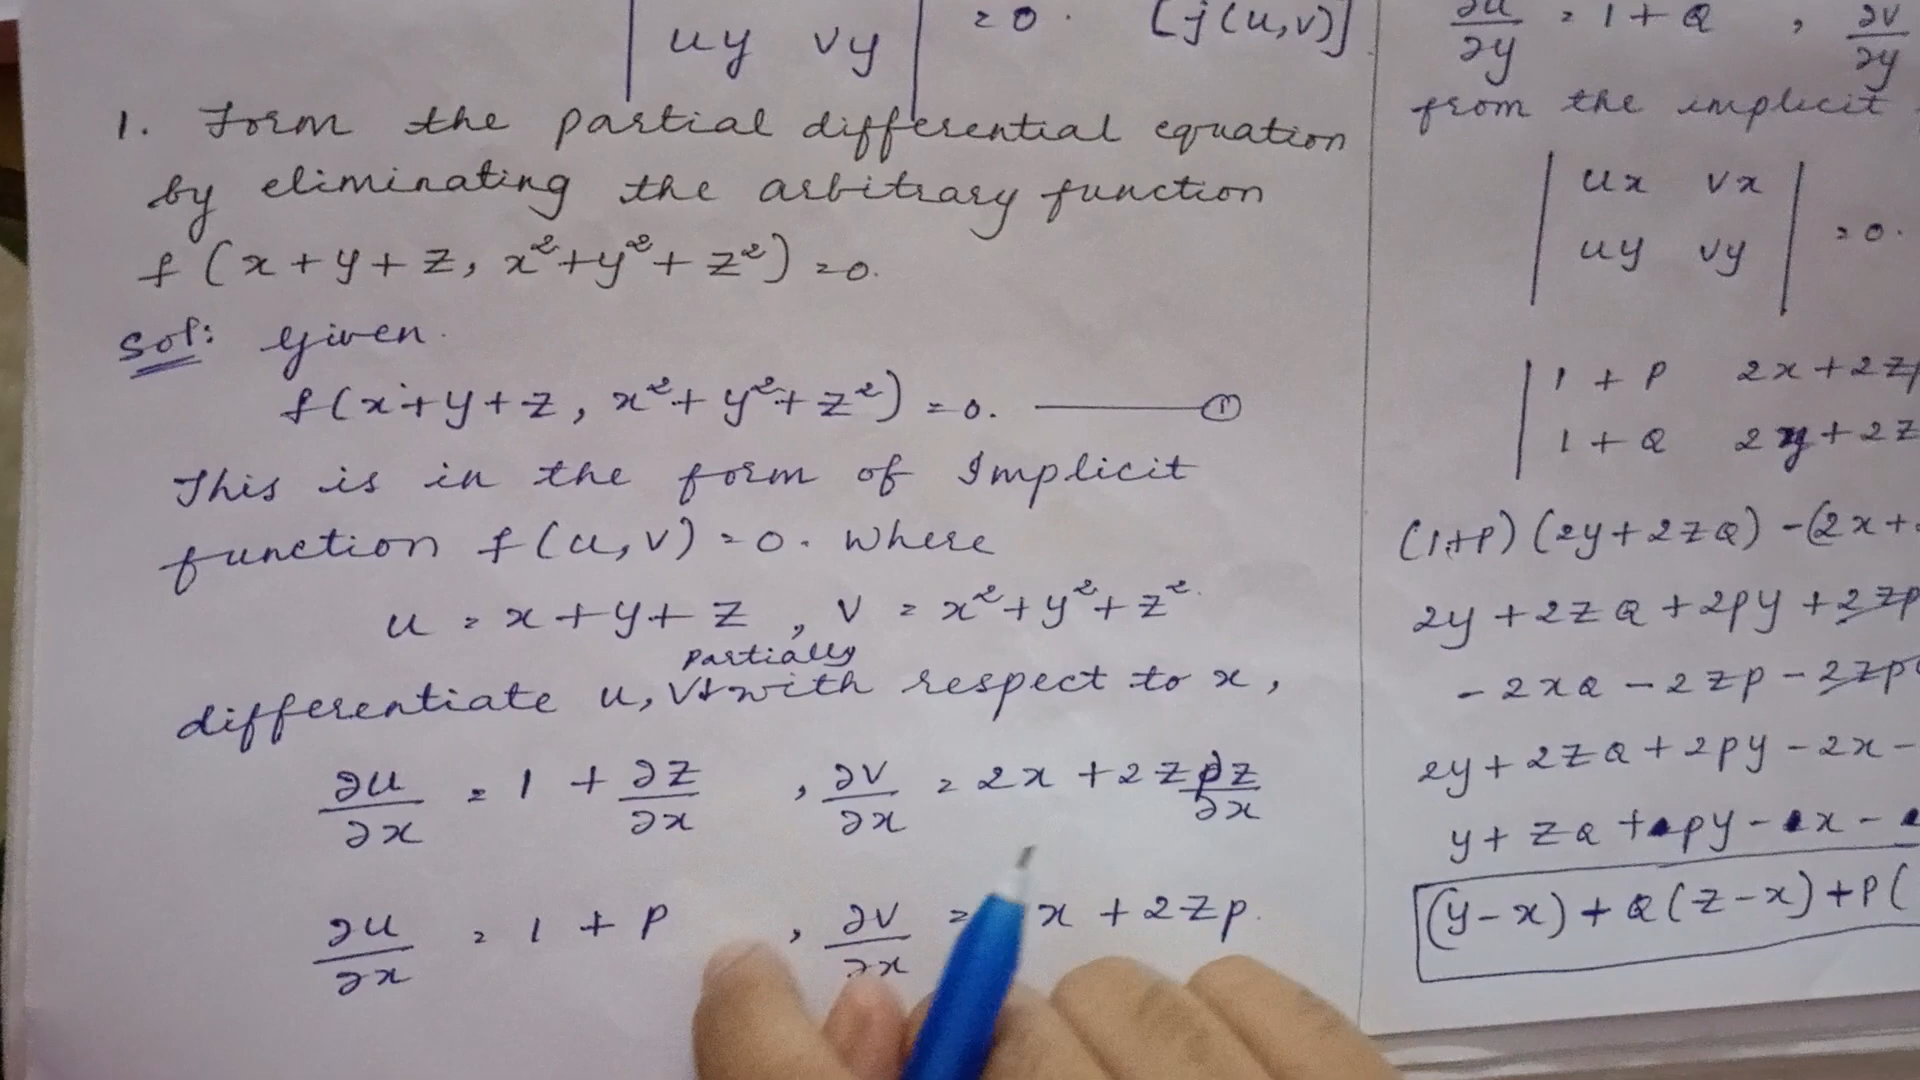 uy vy = 0. [j(u,v)]
1. Form the partial differential equation
by eliminating the arbitrary function
f(x+y+z, x²+y²+z²) = 0.
Sol: Given
f(x+y+z, x²+y²+z²) = 0. ——— ①
This is in the form of Implicit
function f(u,v) = 0. where
u = x+y+z , v = x²+y²+z².
partially
differentiate u, v with respect to x,
∂u/∂x = 1 + ∂z/∂x , ∂v/∂x = 2x + 2z ∂z/∂x
∂u/∂x = 1 + p , ∂v/∂x = x + 2zp.
∂u/∂y = 1 + Q , ∂v/∂y
from the implicit
| ux vx |
| uy vy | = 0.
| 1 + p 2x + 2zp
| 1 + Q 2y + 2z
(1+p)(2y+2zQ) - (2x+
2y + 2zQ + 2py + 2zp
- 2xQ - 2zp - 2zp
2y + 2zQ + 2py - 2x -
y + zQ + py - x -
(y-x) + Q(z-x) + p(